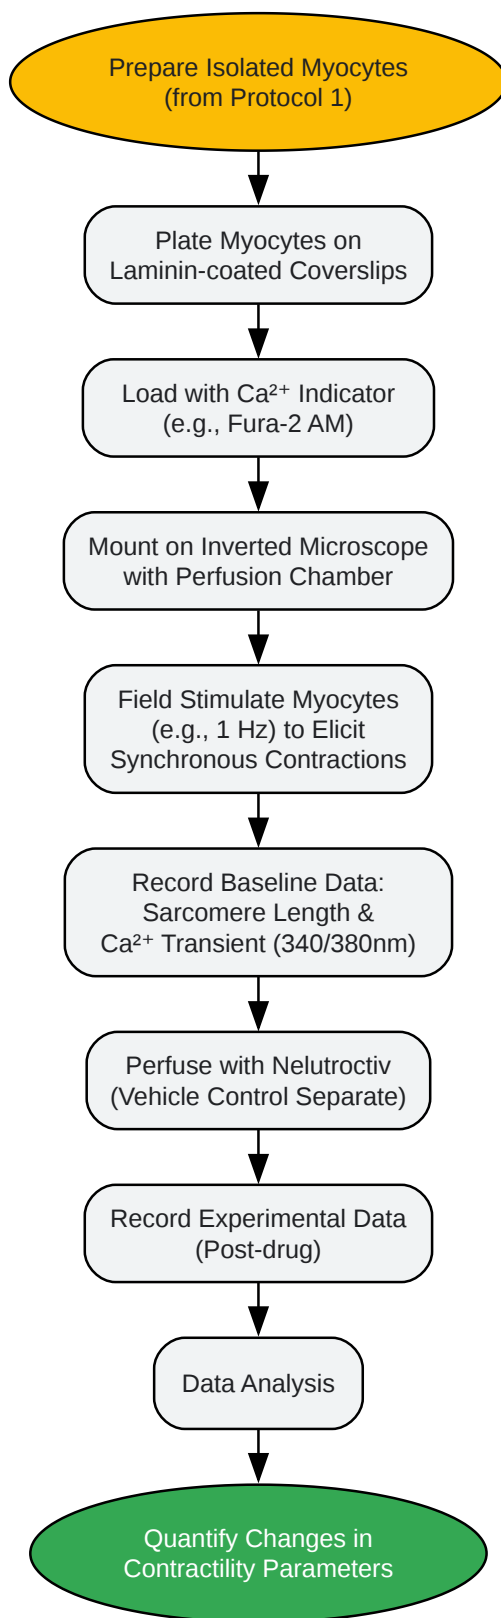 Prepare Isolated Myocytes
(from Protocol 1)
Plate Myocytes on
Laminin-coated Coverslips
Load with Ca²⁺ Indicator
(e.g., Fura-2 AM)
Mount on Inverted Microscope
with Perfusion Chamber
Field Stimulate Myocytes
(e.g., 1 Hz) to Elicit
Synchronous Contractions
Record Baseline Data:
Sarcomere Length &
Ca²⁺ Transient (340/380nm)
Perfuse with Nelutroctiv
(Vehicle Control Separate)
Record Experimental Data
(Post-drug)
Data Analysis
Quantify Changes in
Contractility Parameters